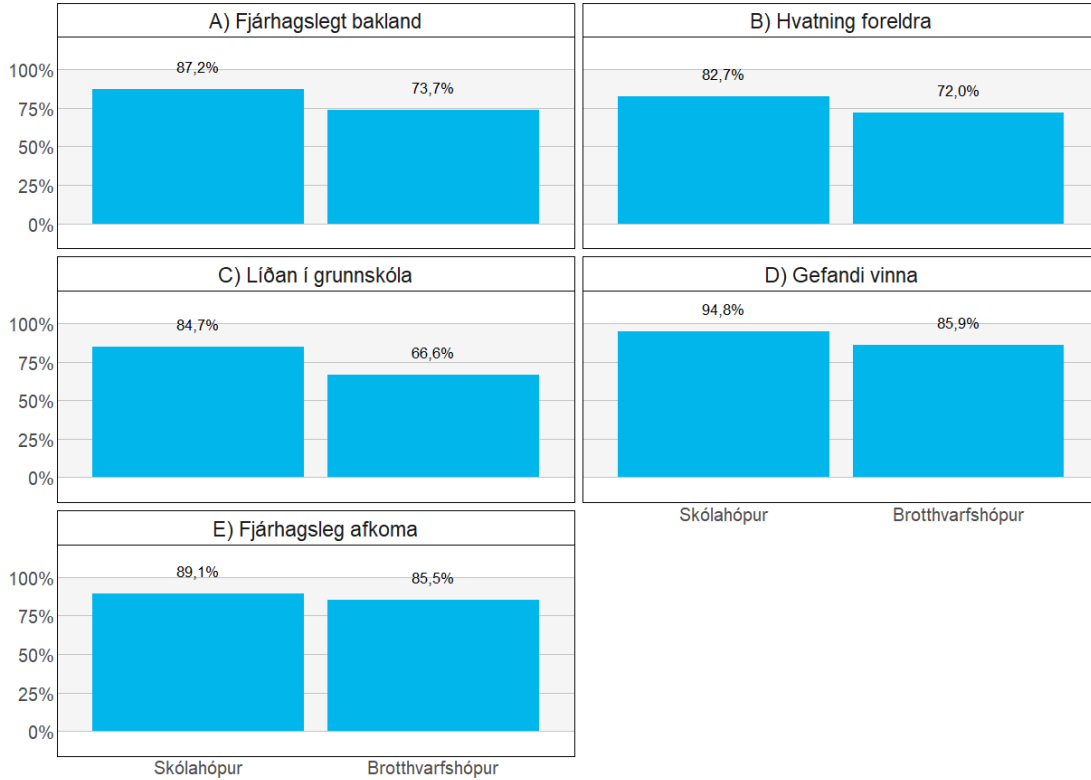 A) Fjárhagslegt bakland
100%
75%
50%
25%
0%
87,2%
73,7%
B) Hvatning foreldra
82,7%
72,0%
C) Líðan í grunnskóla
100%
75%
50%
25%
0%
84,7%
66,6%
D) Gefandi vinna
94,8%
85,9%
Skólahópur
Brotthvarfshópur
E) Fjárhagsleg afkoma
100%
75%
50%
25%
0%
89,1%
85,5%
Skólahópur
Brotthvarfshópur